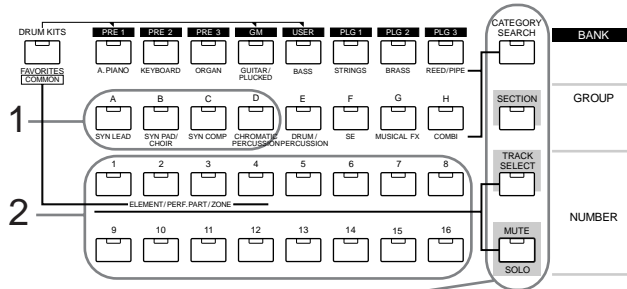 DRUM KITS PRE 1 PRE 2 PRE 3 GM USER PLG 1 PLG 2 PLG 3 CATEGORY SEARCH BANK
FAVORITES
COMMON
A. PIANO KEYBOARD ORGAN GUITAR/ PLUCKED BASS STRINGS BRASS REED/PIPE
1
A B C D E F G H SECTION GROUP
SYN LEAD SYN PAD/ CHOIR SYN COMP CHROMATIC PERCUSSION DRUM / PERCUSSION SE MUSICAL FX COMBI
2
1 2 3 4 5 6 7 8 TRACK SELECT
ELEMENT/ PERF. PART / ZONE
NUMBER
9 10 11 12 13 14 15 16 MUTE
SOLO